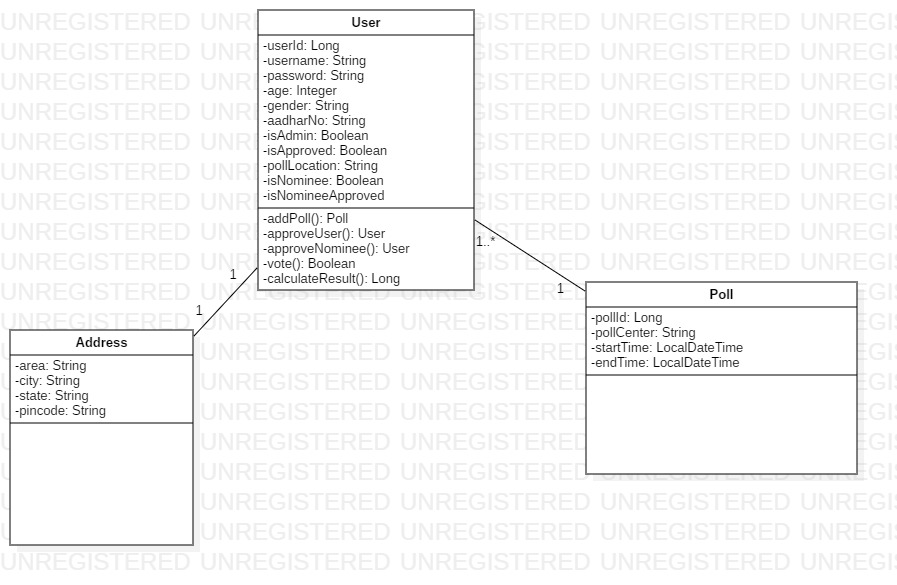 User
-userId: Long
-username: String
-password: String
-age: Integer
-gender: String
-aadharNo: String
-isAdmin: Boolean
-isApproved: Boolean
-pollLocation: String
-isNominee: Boolean
-isNomineeApproved
-addPoll(): Poll
-approveUser(): User
-approveNominee(): User
-vote(): Boolean
-calculateResult(): Long
1..*
1
1
1
Poll
-pollId: Long
-pollCenter: String
-startTime: LocalDateTime
-endTime: LocalDateTime
Address
-area: String
-city: String
-state: String
-pincode: String
UNREGISTERED